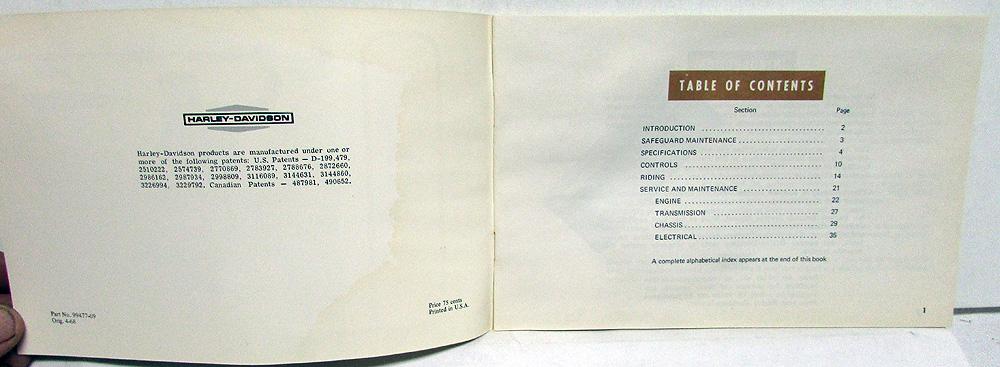 HARLEY-DAVIDSON
Harley-Davidson products are manufactured under one or
more of the following patents: U.S. Patents — D-199,479,
2510222, 2574739, 2770869, 2783927, 2788676, 2872660,
2986162, 2987934, 2998809, 3116089, 3144631, 3144860,
3226994, 3229792, Canadian Patents — 487981, 490652.
Part No. 99437-69
Orig. 4-68
Price 75 cents
Printed in U.S.A.
TABLE OF CONTENTS
Section Page
INTRODUCTION 2
SAFEGUARD MAINTENANCE 3
SPECIFICATIONS 4
CONTROLS 10
RIDING 14
SERVICE AND MAINTENANCE 21
ENGINE 22
TRANSMISSION 27
CHASSIS 29
ELECTRICAL 35
A complete alphabetical index appears at the end of this book
1